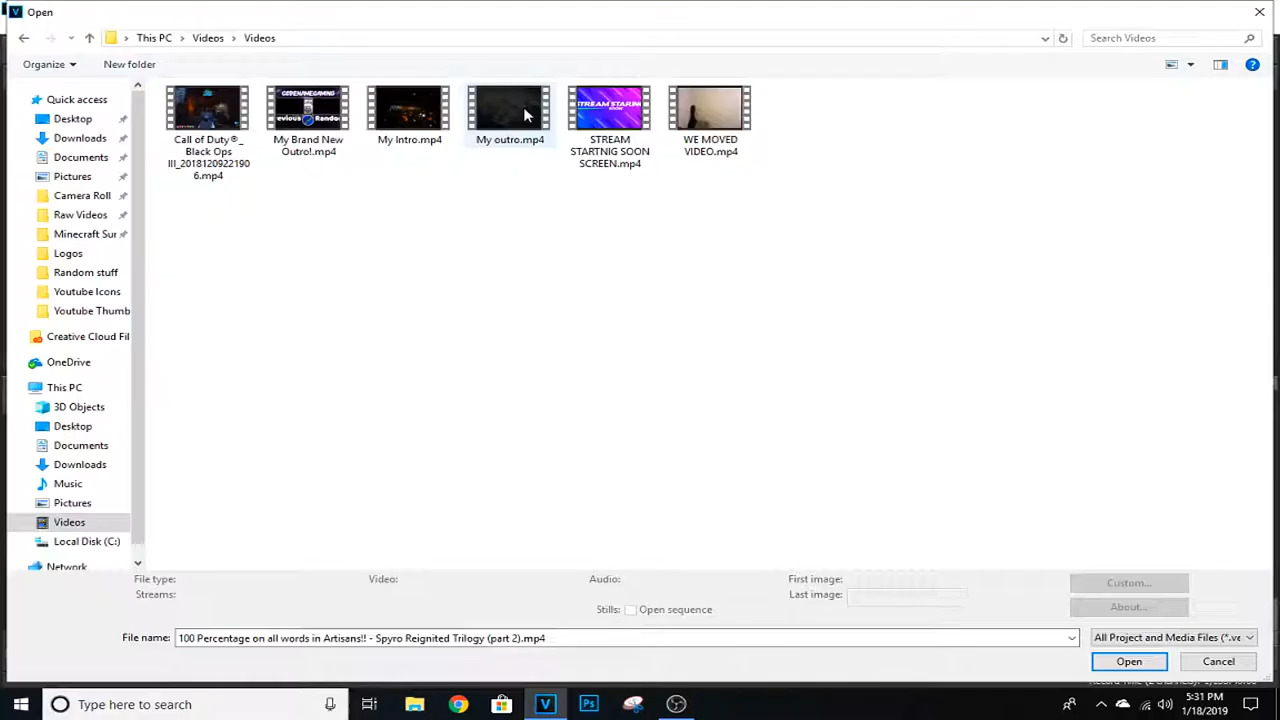 Open
This PC > Videos > Videos
Search Videos
Organize
New folder
Quick access
Desktop
Downloads
Documents
Pictures
Camera Roll
Raw Videos
Minecraft Sur
Logos
Random stuff
Youtube Icons
Youtube Thumb
Creative Cloud Fil
OneDrive
This PC
3D Objects
Desktop
Documents
Downloads
Music
Pictures
Videos
Local Disk (C:)
Network
Call of Duty®_
Black Ops
III_2018120922190
6.mp4
CODENAMEGAMING
My Brand New
Outro!.mp4
My Intro.mp4
My outro.mp4
STREAM STARING
STREAM
STARTNIG SOON
SCREEN.mp4
WE MOVED
VIDEO.mp4
File type:
Video:
Audio:
First image:
Streams:
Last image:
Stills:
Open sequence
Custom...
About...
File name:
100 Percentage on all words in Artisans!! - Spyro Reignited Trilogy (part 2).mp4
All Project and Media Files (*.ve
Open
Cancel
Type here to search
5:31 PM
1/18/2019